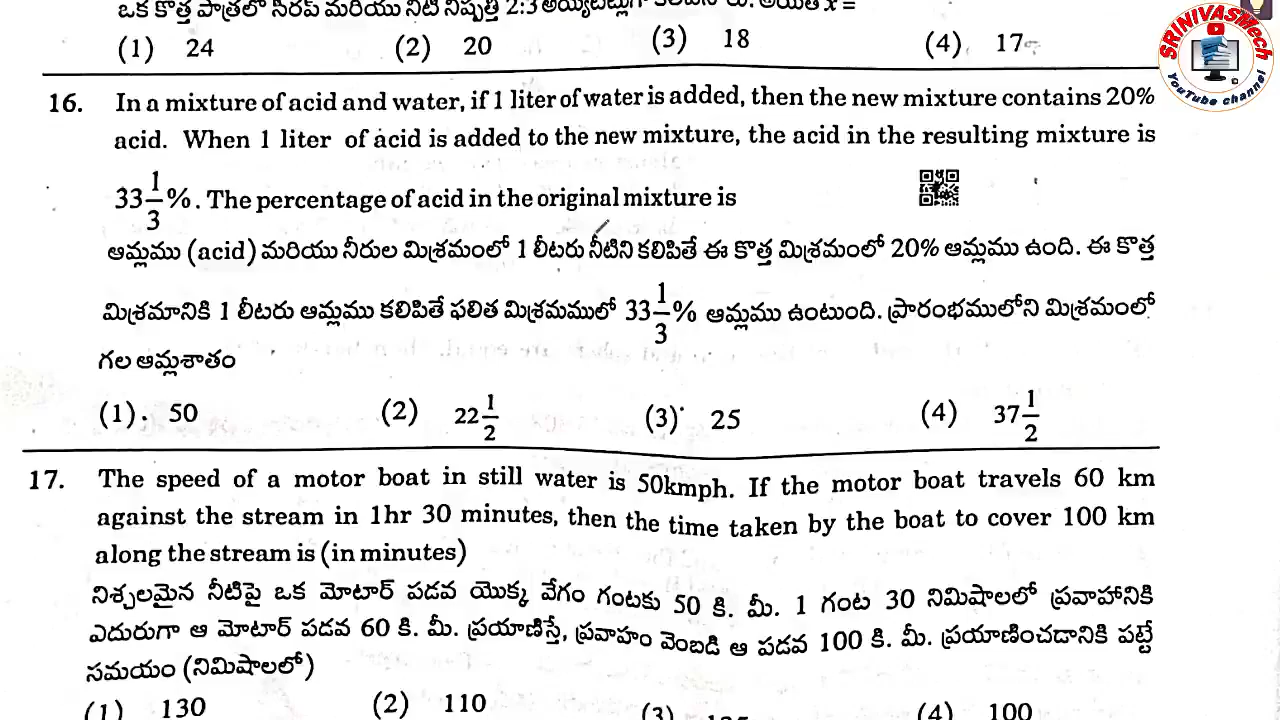 ఒక కొత్త పాత్రలో సిరప్ మరియు నీటి నిష్పత్తి 2:3 x =
(1) 24 (2) 20 (3) 18 (4) 17
SRINIVASMech
YouTube channel
16. In a mixture of acid and water, if 1 liter of water is added, then the new mixture contains 20%
acid. When 1 liter of acid is added to the new mixture, the acid in the resulting mixture is
33 1/3 %. The percentage of acid in the original mixture is
ఆమ్లము (acid) మరియు నీరుల మిశ్రమంలో 1 లీటరు నీటిని కలిపితే ఈ కొత్త మిశ్రమంలో 20% ఆమ్లము ఉంది. ఈ కొత్త
మిశ్రమానికి 1 లీటరు ఆమ్లము కలిపితే ఫలిత మిశ్రమములో 33 1/3 % ఆమ్లము ఉంటుంది. ప్రారంభములోని మిశ్రమంలో
గల ఆమ్లశాతం
(1). 50 (2) 22 1/2 (3) 25 (4) 37 1/2
17. The speed of a motor boat in still water is 50kmph. If the motor boat travels 60 km
against the stream in 1hr 30 minutes, then the time taken by the boat to cover 100 km
along the stream is (in minutes)
నిశ్చలమైన నీటిపై ఒక మోటార్ పడవ యొక్క వేగం గంటకు 50 కి. మీ. 1 గంట 30 నిమిషాలలో ప్రవాహానికి
ఎదురుగా ఆ మోటార్ పడవ 60 కి. మీ. ప్రయాణిస్తే, ప్రవాహం వెంబడి ఆ పడవ 100 కి. మీ. ప్రయాణించడానికి పట్టే
సమయం (నిమిషాలలో)
(1) 130 (2) 110 (3) (4) 100